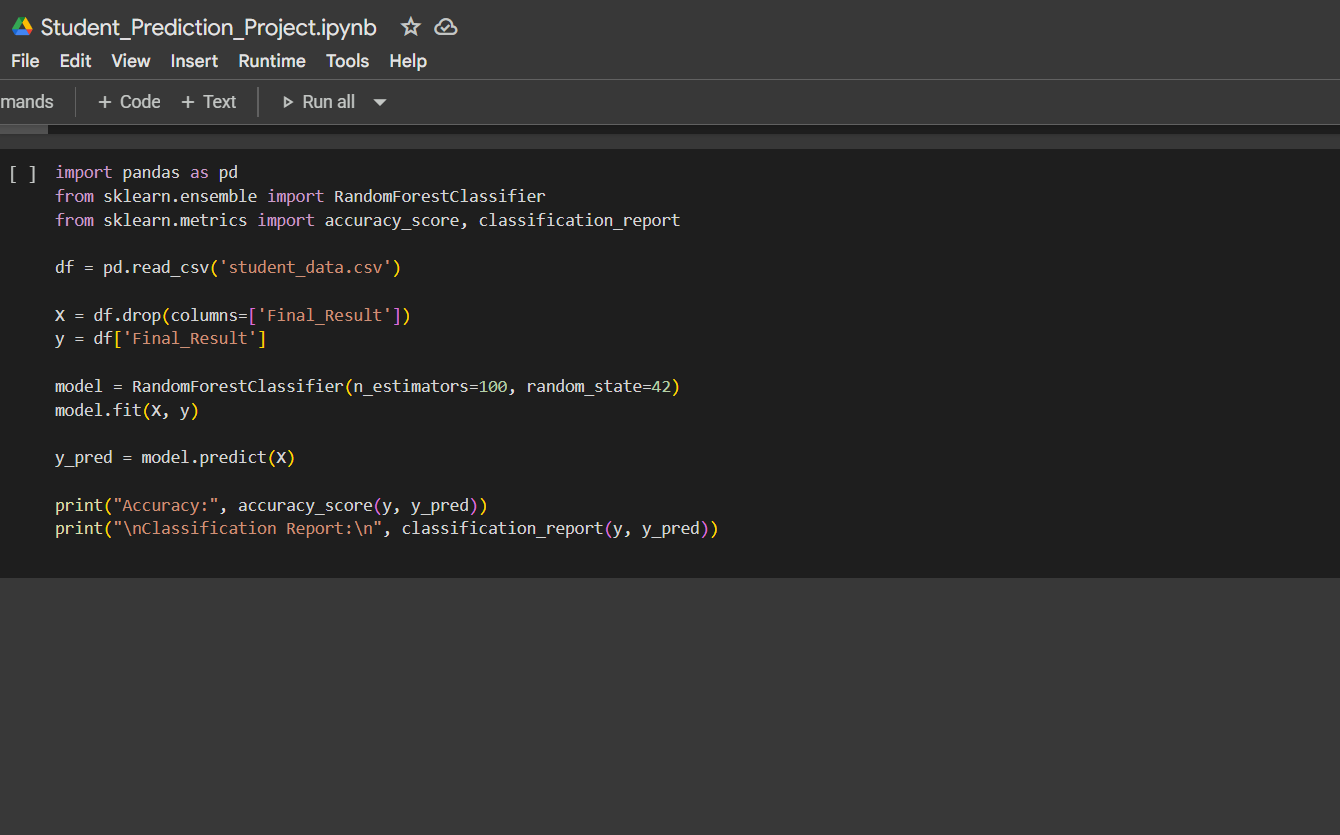 Student_Prediction_Project.ipynb
File Edit View Insert Runtime Tools Help
mands + Code + Text Run all
[ ] import pandas as pd
from sklearn.ensemble import RandomForestClassifier
from sklearn.metrics import accuracy_score, classification_report
df = pd.read_csv('student_data.csv')
X = df.drop(columns=['Final_Result'])
y = df['Final_Result']
model = RandomForestClassifier(n_estimators=100, random_state=42)
model.fit(X, y)
y_pred = model.predict(X)
print("Accuracy:", accuracy_score(y, y_pred))
print("\nClassification Report:\n", classification_report(y, y_pred))